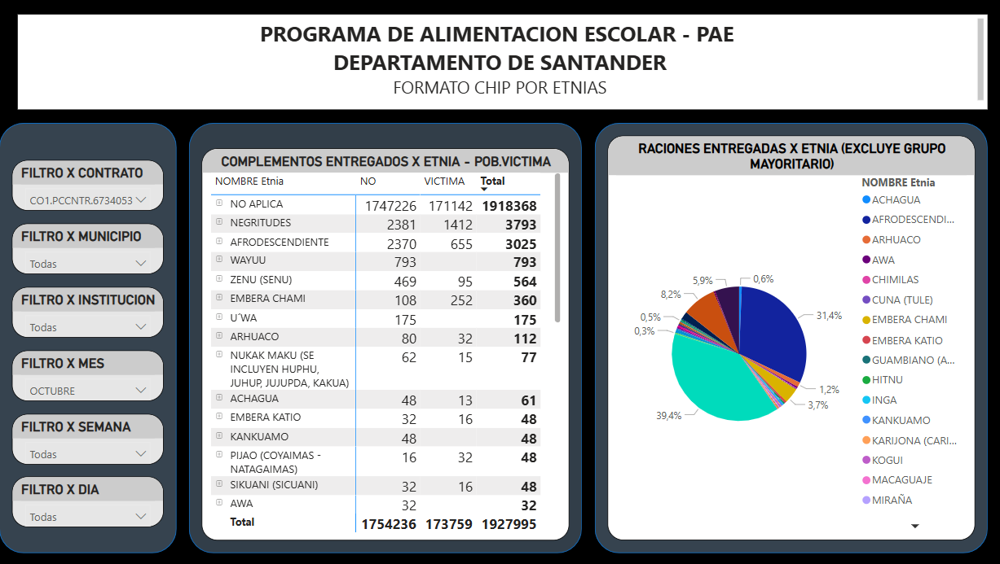 PROGRAMA DE ALIMENTACION ESCOLAR - PAE
DEPARTAMENTO DE SANTANDER
FORMATO CHIP POR ETNIAS
FILTRO X CONTRATO
CO1.PCCNTR.6734053
FILTRO X MUNICIPIO
Todas
FILTRO X INSTITUCION
Todas
FILTRO X MES
OCTUBRE
FILTRO X SEMANA
Todas
FILTRO X DIA
Todas
COMPLEMENTOS ENTREGADOS X ETNIA - POB.VICTIMA
NOMBRE Etnia NO VICTIMA Total
NO APLICA 1747226 171142 1918368
NEGRITUDES 2381 1412 3793
AFRODESCENDIENTE 2370 655 3025
WAYUU 793 793
ZENU (SENU) 469 95 564
EMBERA CHAMI 108 252 360
U´WA 175 175
ARHUACO 80 32 112
NUKAK MAKU (SE 62 15 77
INCLUYEN HUPHU,
JUHUP, JUJUPDA, KAKUA)
ACHAGUA 48 13 61
EMBERA KATIO 32 16 48
KANKUAMO 48 48
PIJAO (COYAIMAS - 16 32 48
NATAGAIMAS)
SIKUANI (SICUANI) 32 16 48
AWA 32 32
Total 1754236 173759 1927995
RACIONES ENTREGADAS X ETNIA (EXCLUYE GRUPO
MAYORITARIO)
5,9%
0,6%
8,2%
31,4%
0,5%
0,3%
1,2%
3,7%
39,4%
NOMBRE Etnia
ACHAGUA
AFRODESCENDI...
ARHUACO
AWA
CHIMILAS
CUNA (TULE)
EMBERA CHAMI
EMBERA KATIO
GUAMBIANO (A...
HITNU
INGA
KANKUAMO
KARIJONA (CARI...
KOGUI
MACAGUAJE
MIRAÑA